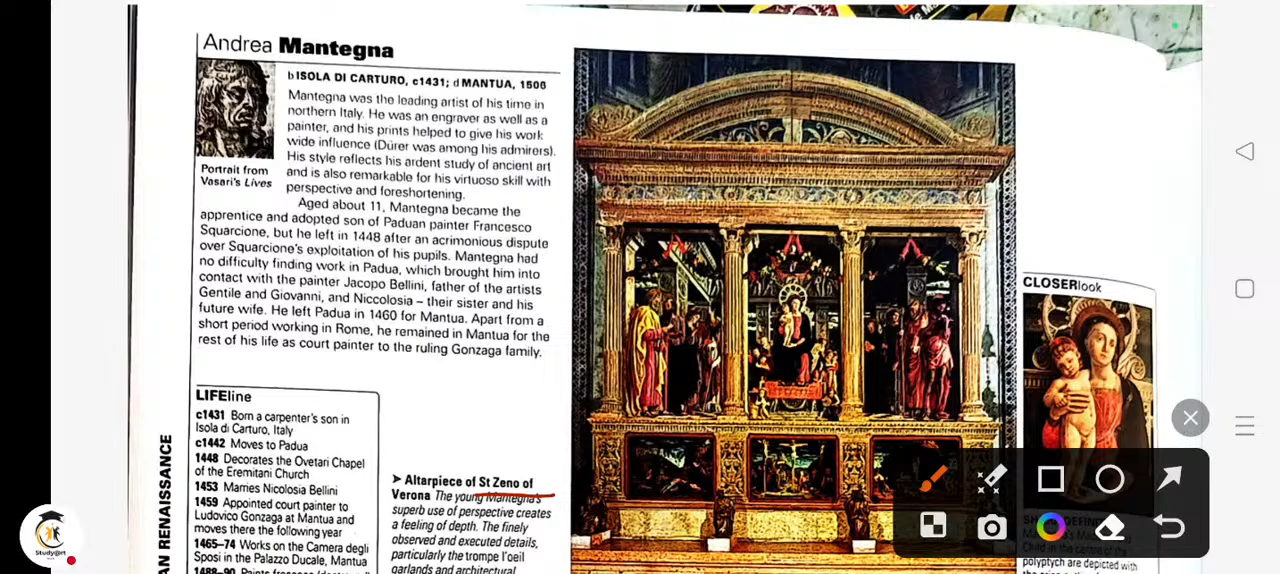 Andrea Mantegna
b ISOLA DI CARTURO, c1431; d MANTUA, 1506
Mantegna was the leading artist of his time in
northern Italy. He was an engraver as well as a
painter, and his prints helped to give his work
wide influence (Dürer was among his admirers).
His style reflects his ardent study of ancient art
and is also remarkable for his virtuoso skill with
perspective and foreshortening.
Portrait from
Vasari's Lives
Aged about 11, Mantegna became the
apprentice and adopted son of Paduan painter Francesco
Squarcione, but he left in 1448 after an acrimonious dispute
over Squarcione's exploitation of his pupils. Mantegna had
no difficulty finding work in Padua, which brought him into
contact with the painter Jacopo Bellini, father of the artists
Gentile and Giovanni, and Niccolosia – their sister and his
future wife. He left Padua in 1460 for Mantua. Apart from a
short period working in Rome, he remained in Mantua for the
rest of his life as court painter to the ruling Gonzaga family.
LIFEline
c1431 Born a carpenter's son in
Isola di Carturo, Italy
c1442 Moves to Padua
1448 Decorates the Ovetari Chapel
of the Eremitani Church
1453 Marries Nicolosia Bellini
1459 Appointed court painter to
Ludovico Gonzaga at Mantua and
moves there the following year
1465–74 Works on the Camera degli
Sposi in the Palazzo Ducale, Mantua
➤ Altarpiece of St Zeno of
Verona The young Mantegna's
superb use of perspective creates
a feeling of depth. The finely
observed and executed details,
particularly the trompe l'oeil
garlands and architectural
CLOSERlook
polyptych are depicted with
AN RENAISSANCE
Study@rt